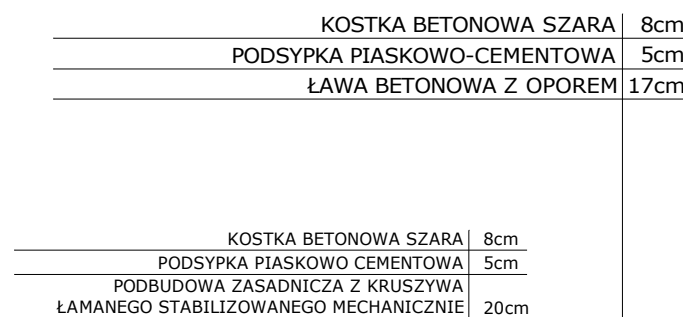 KOSTKA BETONOWA SZARA 8cm
PODSYPKA PIASKOWO-CEMENTOWA 5cm
ŁAWA BETONOWA Z OPOREM 17cm
KOSTKA BETONOWA SZARA 8cm
PODSYPKA PIASKOWO CEMENTOWA 5cm
PODBUDOWA ZASADNICZA Z KRUSZYWA
ŁAMANEGO STABILIZOWANEGO MECHANICZNIE 20cm